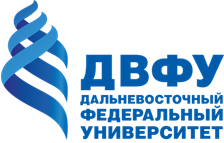 ДВФУ
ДАЛЬНЕВОСТОЧНЫЙ
ФЕДЕРАЛЬНЫЙ
УНИВЕРСИТЕТ